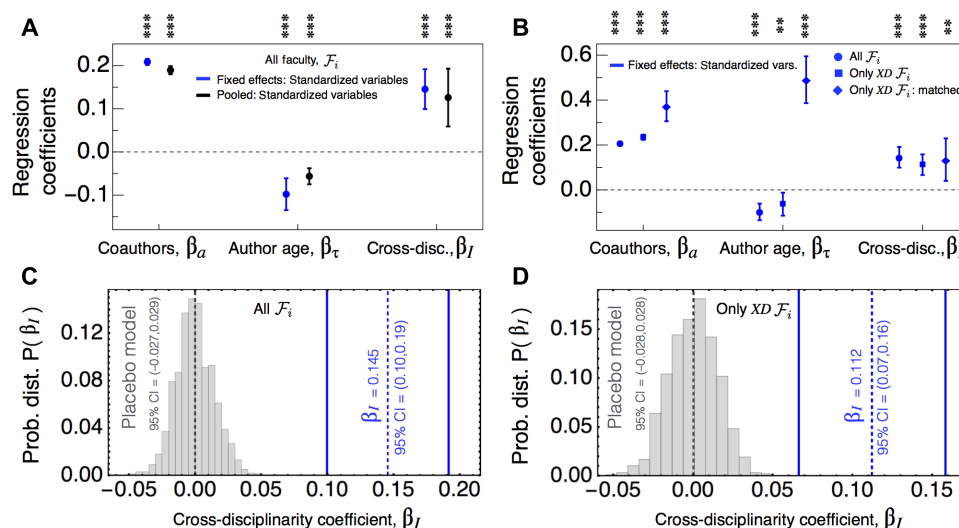 A
*** *** *** *** *** ***
All faculty, ℱi
Fixed effects: Standardized variables
Pooled: Standardized variables
Regression
coefficients
0.2
0.1
0.0
−0.1
Coauthors, βa
Author age, βτ
Cross-disc., βI
B
*** *** *** *** ** *** *** *** **
Fixed effects: Standardized vars.
All ℱi
Only XD ℱi
Only XD ℱi: matched
Regression
coefficients
0.6
0.4
0.2
0.0
Coauthors, βa
Author age, βτ
Cross-disc., βI
C
All ℱi
Placebo model
95% CI = (-0.027,0.029)
βI = 0.145
95% CI = (0.10,0.19)
Prob. dist. P( βI )
0.12
0.08
0.04
0.00
−0.05 0.00 0.05 0.10 0.15 0.20
Cross-disciplinarity coefficient, βI
D
Only XD ℱi
Placebo model
95% CI = (-0.028,0.028)
βI = 0.112
95% CI = (0.07,0.16)
Prob. dist. P( βI )
0.15
0.10
0.05
0.00
−0.05 0.00 0.05 0.10 0.15
Cross-disciplinarity coefficient, βI